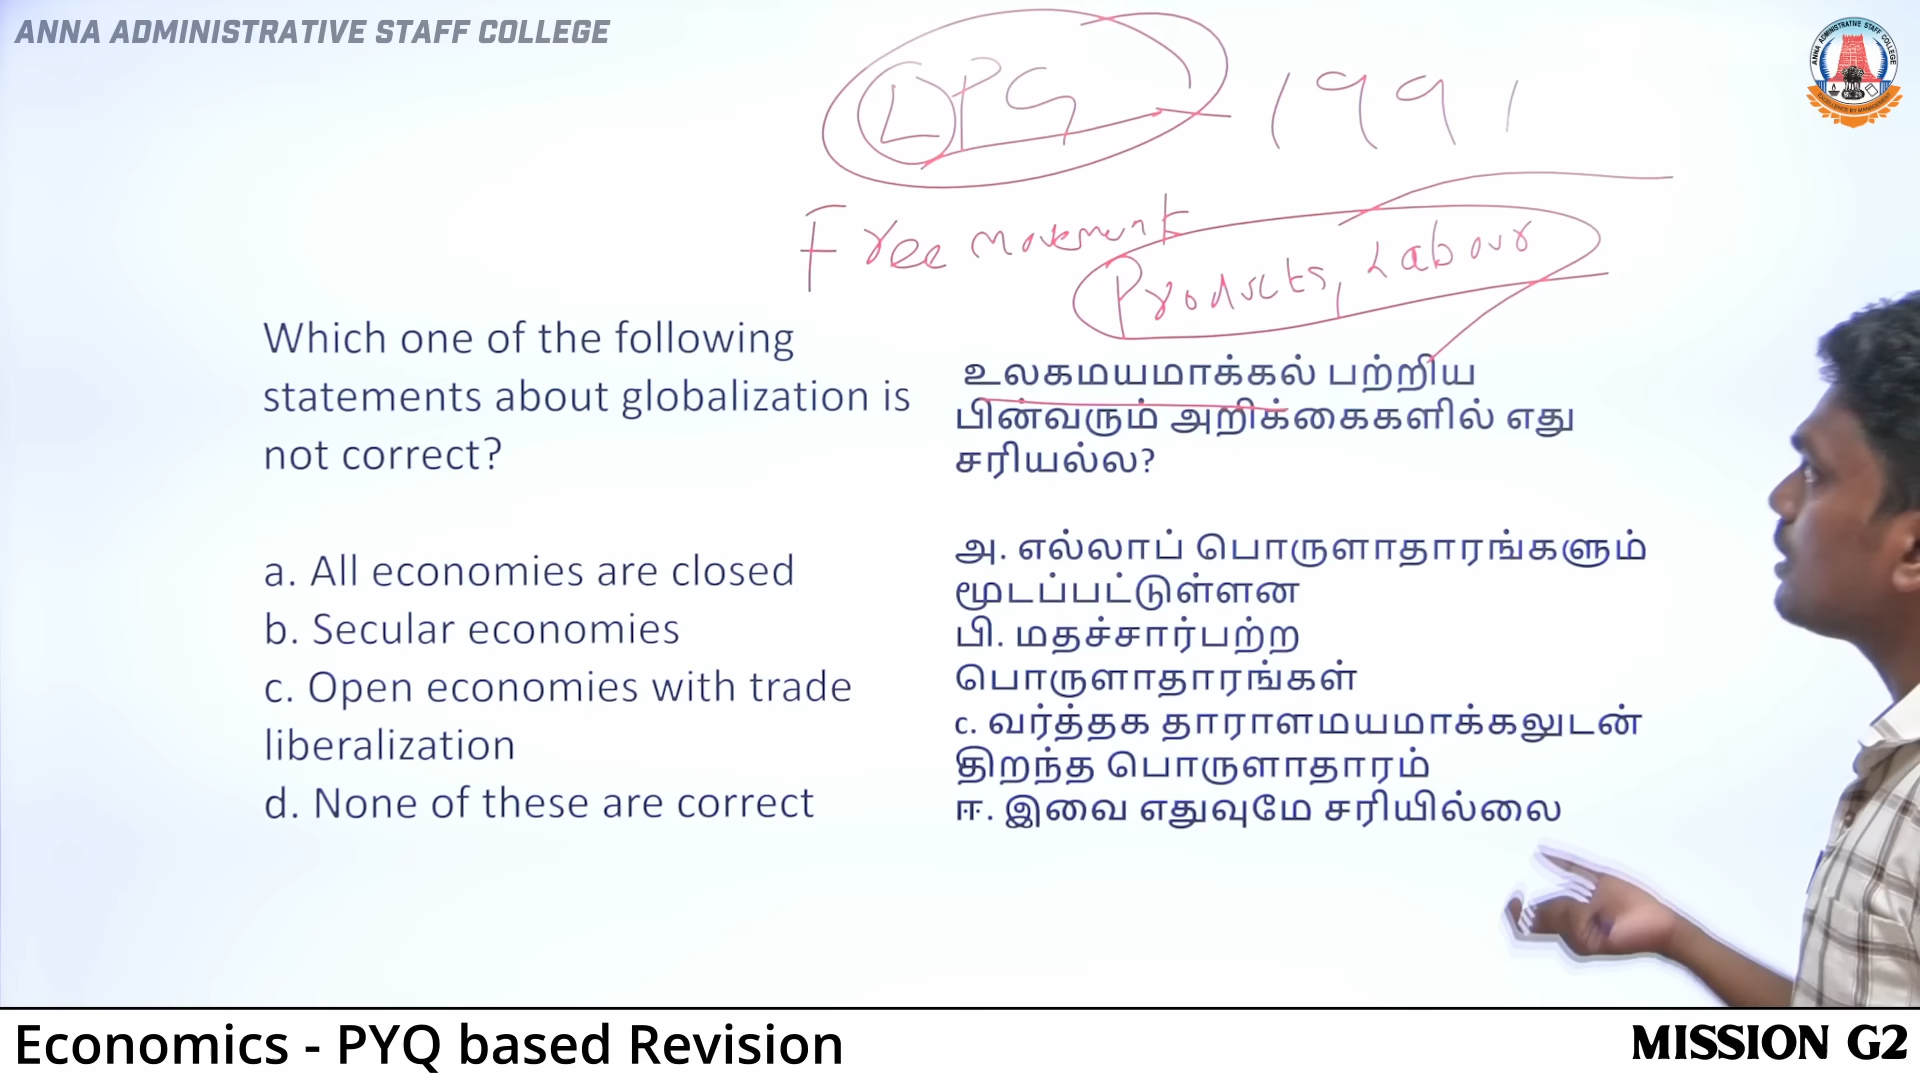 ANNA ADMINISTRATIVE STAFF COLLEGE
LPG 1991
Free movement
Products, Labour
Which one of the following
statements about globalization is
not correct?
a. All economies are closed
b. Secular economies
c. Open economies with trade
liberalization
d. None of these are correct
உலகமயமாக்கல் பற்றிய
பின்வரும் அறிக்கைகளில் எது
சரியல்ல?
அ. எல்லாப் பொருளாதாரங்களும்
மூடப்பட்டுள்ளன
பி. மதச்சார்பற்ற
பொருளாதாரங்கள்
c. வர்த்தக தாராளமயமாக்கலுடன்
திறந்த பொருளாதாரம்
ஈ. இவை எதுவுமே சரியில்லை
Economics - PYQ based Revision
MISSION G2